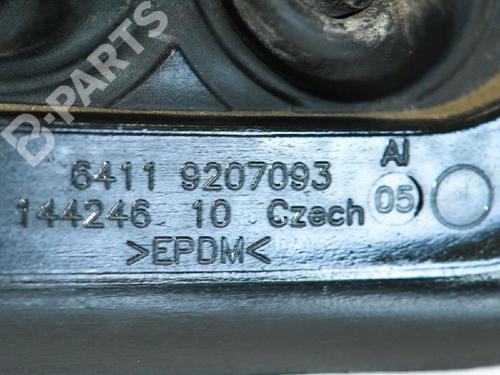 B-PARTS
6411 9207093
AI
144246 10 Czech 05
>EPDM<